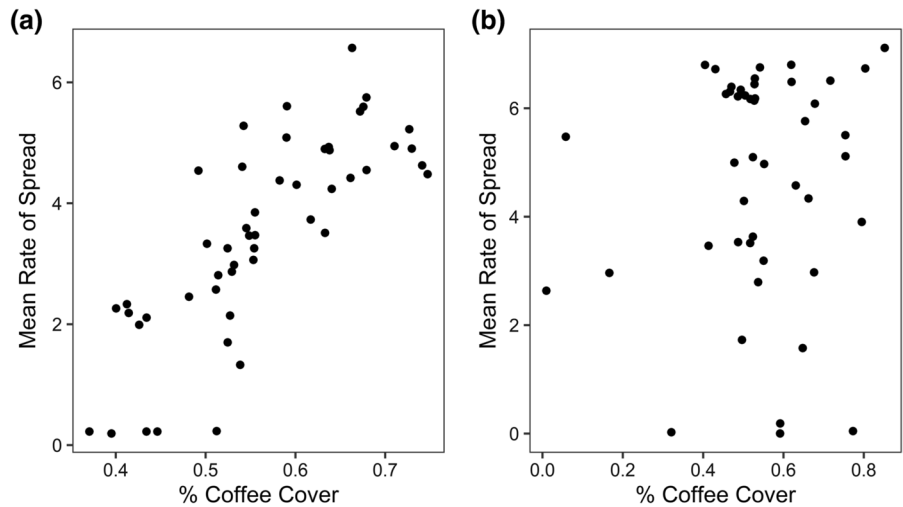 (a)
Mean Rate of Spread
6
4
2
0
0.4 0.5 0.6 0.7
% Coffee Cover
(b)
Mean Rate of Spread
6
4
2
0
0.0 0.2 0.4 0.6 0.8
% Coffee Cover